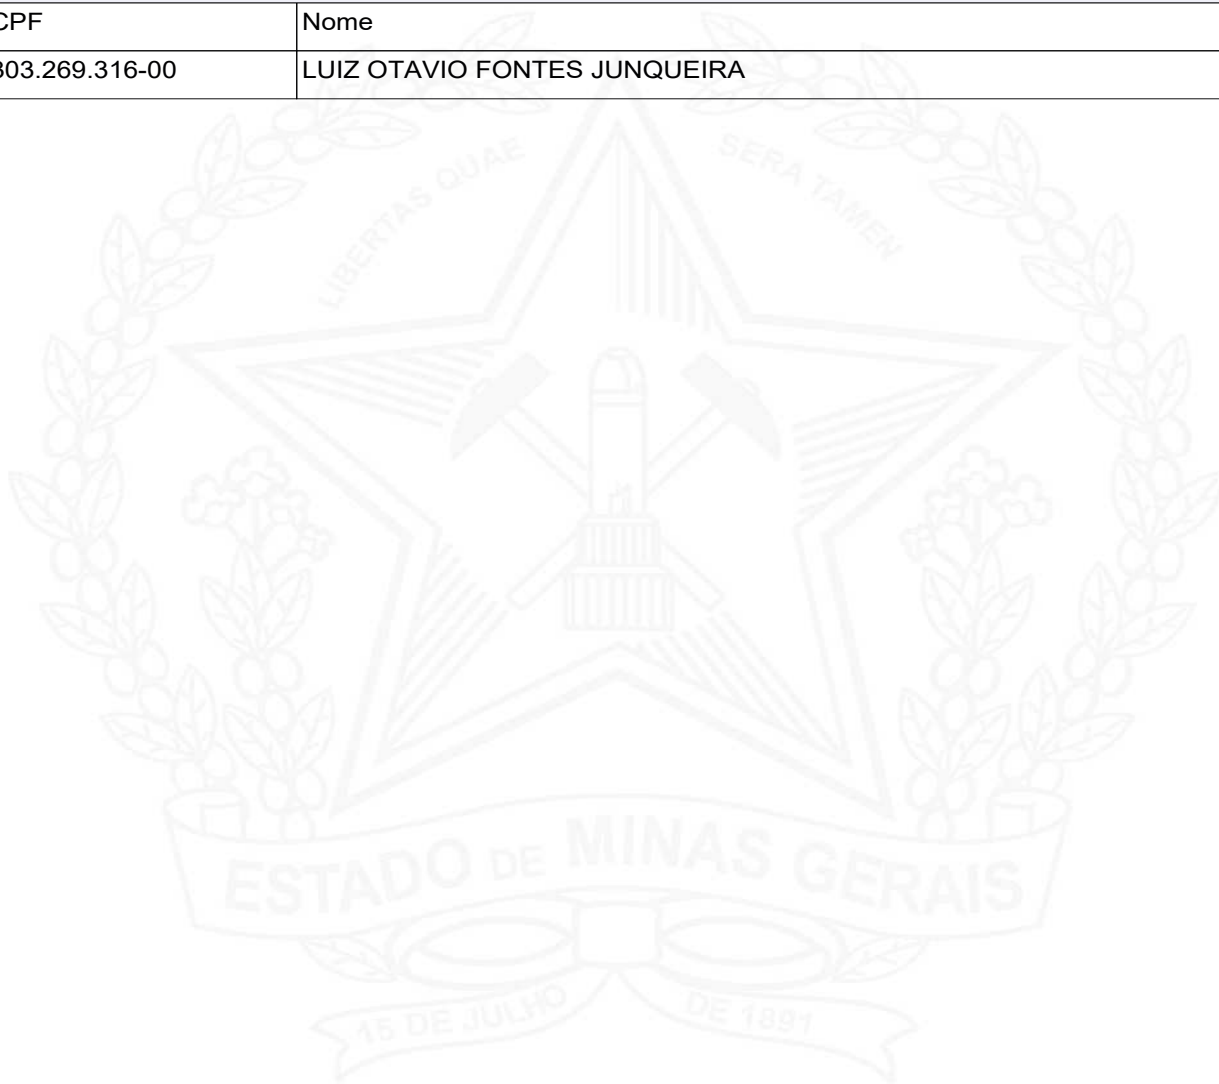 CPF Nome
303.269.316-00 LUIZ OTAVIO FONTES JUNQUEIRA
LIBERTAS QUAE SERA TAMEN
ESTADO DE MINAS GERAIS
15 DE JULHO DE 1891